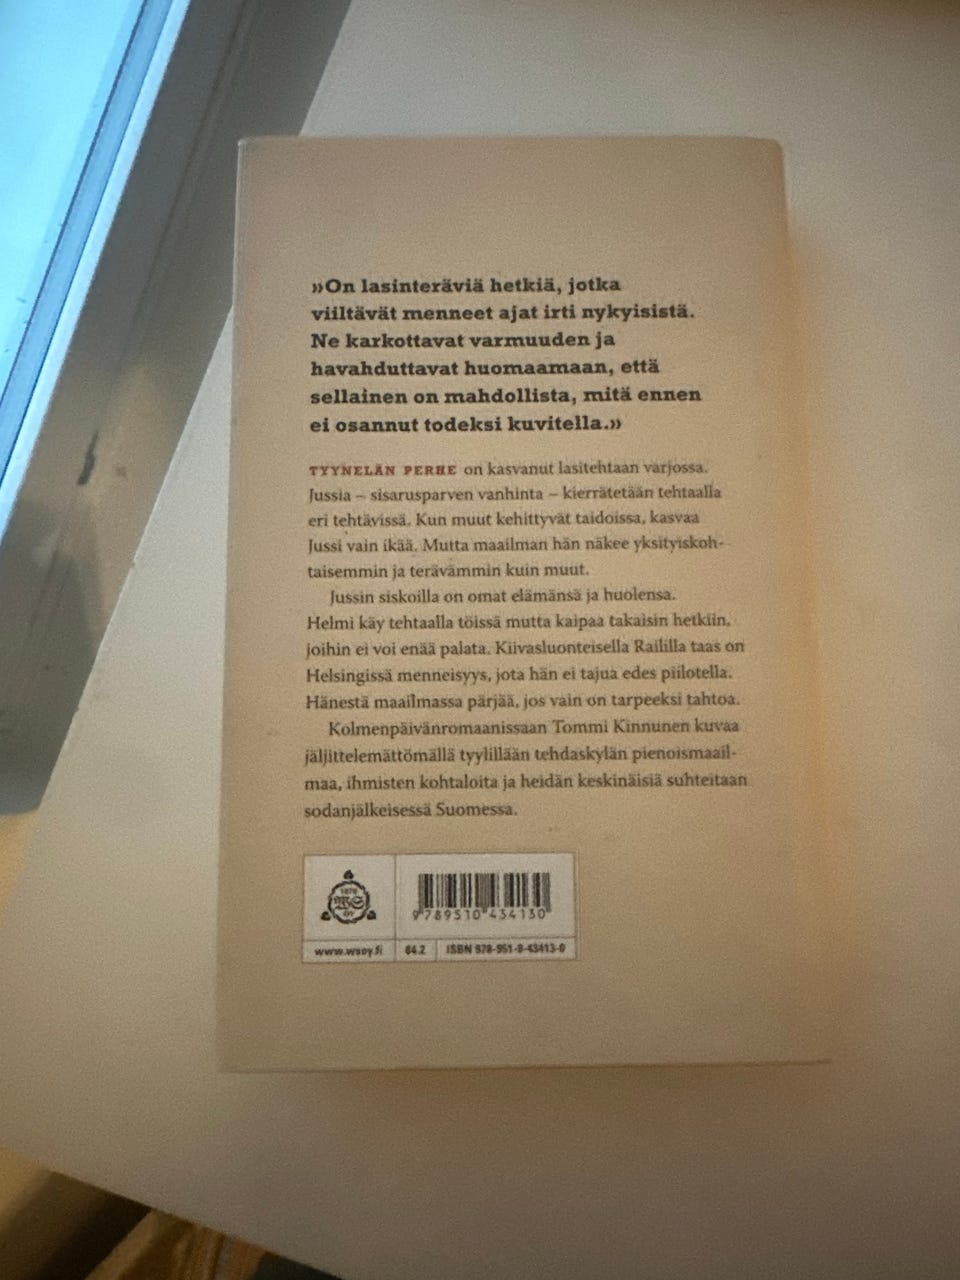 »On lasinteräviä hetkiä, jotka
viiltävät menneet ajat irti nykyisistä.
Ne karkottavat varmuuden ja
havahduttavat huomaamaan, että
sellainen on mahdollista, mitä ennen
ei osannut todeksi kuvitella.»
TYYNELÄN PERHE on kasvanut lasitehtaan varjossa.
Jussia – sisarusparven vanhinta – kierrätetään tehtaalla
eri tehtävissä. Kun muut kehittyvät taidoissa, kasvaa
Jussi vain ikää. Mutta maailman hän näkee yksityiskoh-
taisemmin ja terävämmin kuin muut.
Jussin siskoilla on omat elämänsä ja huolensa.
Helmi käy tehtaalla töissä mutta kaipaa takaisin hetkiin,
joihin ei voi enää palata. Kiivasluonteisella Raililla taas on
Helsingissä menneisyys, jota hän ei tajua edes piilotella.
Hänestä maailmassa pärjää, jos vain on tarpeeksi tahtoa.
Kolmenpäivänromaanissaan Tommi Kinnunen kuvaa
jäljittelemättömällä tyylillään tehdaskylän pienoismaail-
maa, ihmisten kohtaloita ja heidän keskinäisiä suhteitaan
sodanjälkeisessä Suomessa.
1878
WS
OY
9 789510 434130
www.wsoy.fi 84.2 ISBN 978-951-0-43413-0